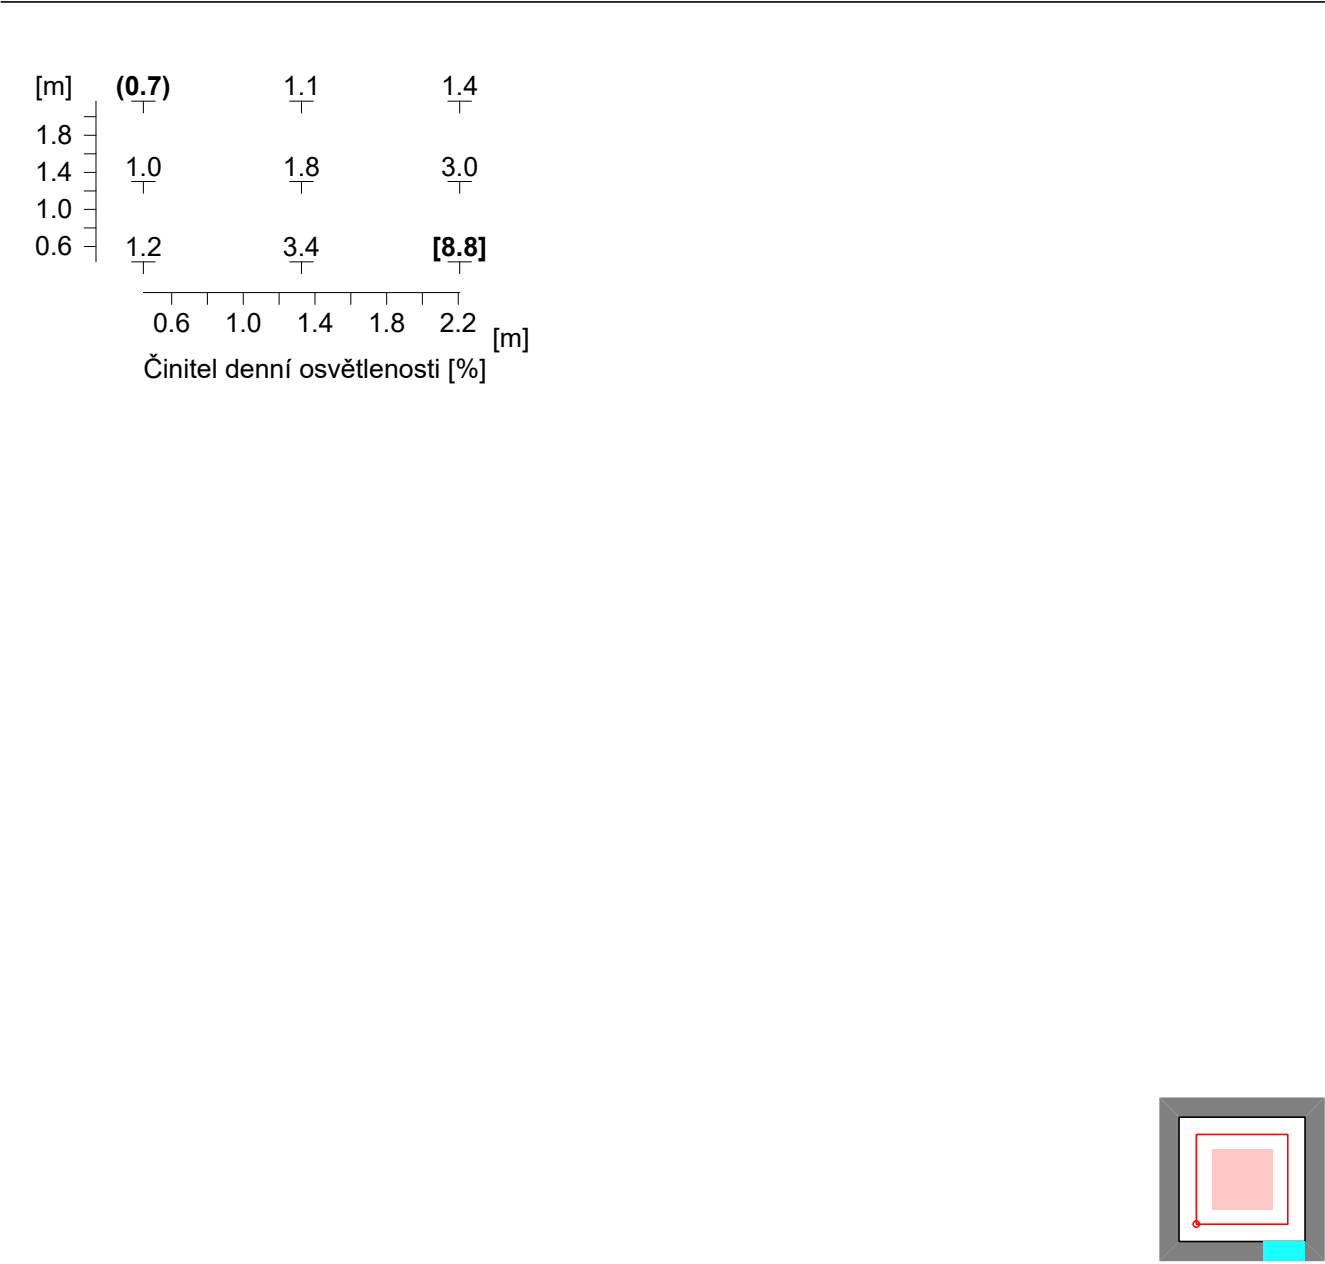 [m] (0.7) 1.1 1.4
1.8
1.4 1.0 1.8 3.0
1.0
0.6 1.2 3.4 [8.8]
0.6 1.0 1.4 1.8 2.2 [m]
Činitel denní osvětlenosti [%]